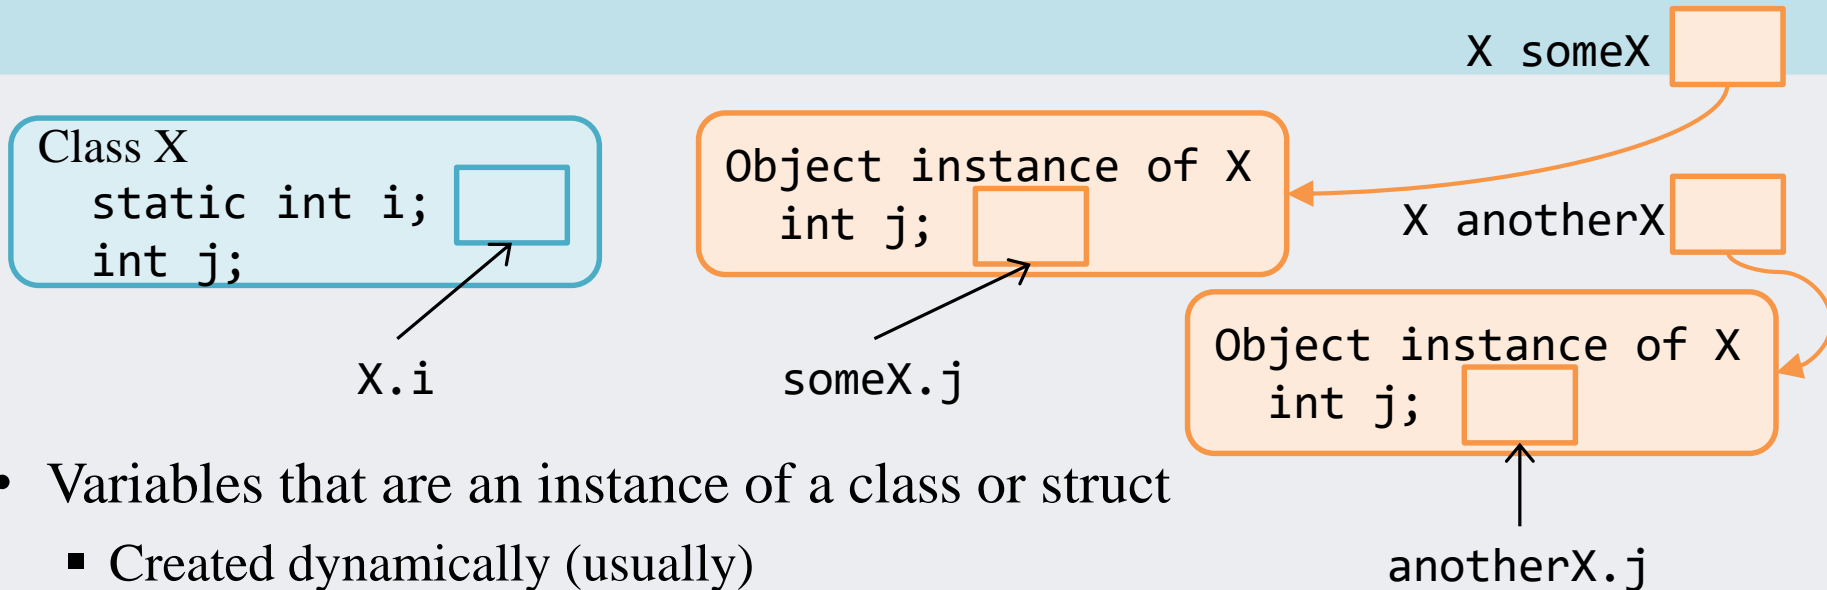 X someX
Class X
static int i;
int j;
Object instance of X
int j;
X anotherX
X.i
someX.j
Object instance of X
int j;
anotherX.j
• Variables that are an instance of a class or struct
▪ Created dynamically (usually)